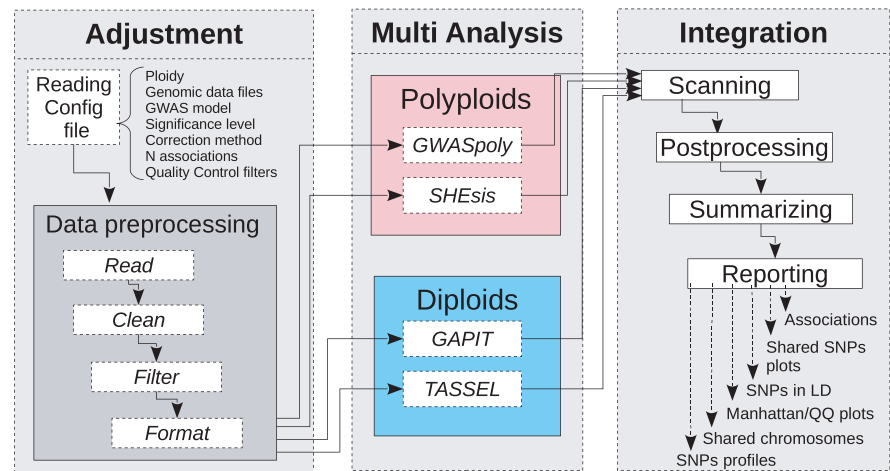 Adjustment
Reading
Config
file
Ploidy
Genomic data files
GWAS model
Significance level
Correction method
N associations
Quality Control filters
Data preprocessing
Read
Clean
Filter
Format
Multi Analysis
Polyploids
GWASpoly
SHEsis
Diploids
GAPIT
TASSEL
Integration
Scanning
Postprocessing
Summarizing
Reporting
Associations
Shared SNPs
plots
SNPs in LD
Manhattan/QQ plots
Shared chromosomes
SNPs profiles